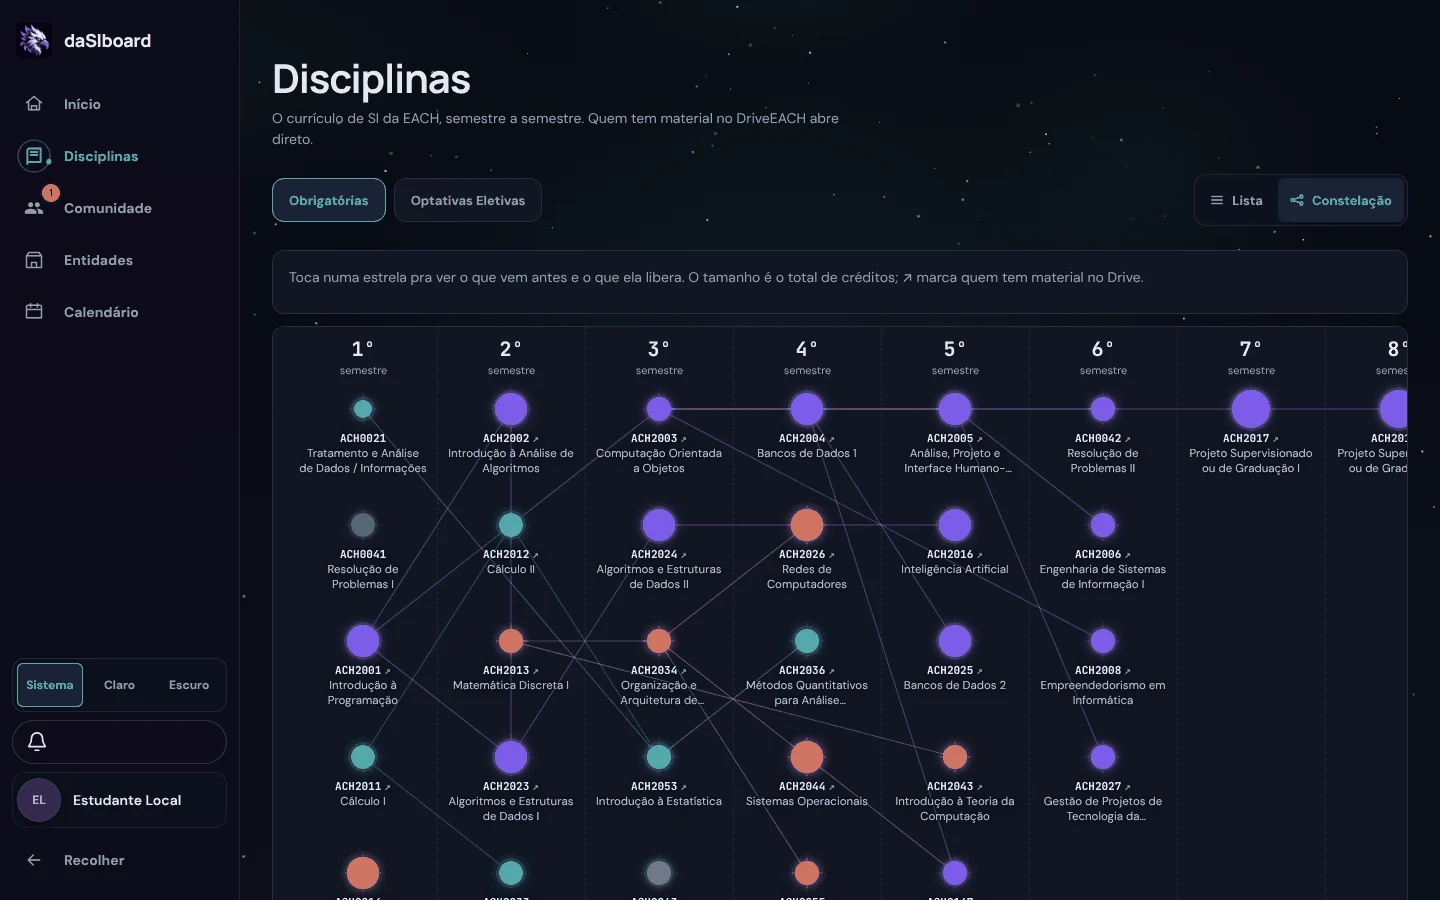 daSIboard
Início
Disciplinas
1
Comunidade
Entidades
Calendário
Sistema
Claro
Escuro
EL
Estudante Local
Recolher
Disciplinas
O currículo de SI da EACH, semestre a semestre. Quem tem material no DriveEACH abre
direto.
Obrigatórias
Optativas Eletivas
Lista
Constelação
Toca numa estrela pra ver o que vem antes e o que ela libera. O tamanho é o total de créditos; ↗ marca quem tem material no Drive.
1°
semestre
2°
semestre
3°
semestre
4°
semestre
5°
semestre
6°
semestre
7°
semestre
8°
ACH0021
Tratamento e Análise
de Dados / Informações
ACH2002 ↗
Introdução à Análise de
Algoritmos
ACH2003 ↗
Computação Orientada
a Objetos
ACH2004 ↗
Bancos de Dados 1
ACH2005 ↗
Análise, Projeto e
Interface Humano-…
ACH0042 ↗
Resolução de
Problemas II
ACH2017 ↗
Projeto Supervisionado
ou de Graduação I
Projeto
ou de
ACH0041
Resolução de
Problemas I
ACH2012 ↗
Cálculo II
ACH2024 ↗
Algoritmos e Estruturas
de Dados II
ACH2026 ↗
Redes de
Computadores
ACH2016 ↗
Inteligência Artificial
ACH2006 ↗
Engenharia de Sistemas
de Informação I
ACH2001 ↗
Introdução à
Programação
ACH2013 ↗
Matemática Discreta I
ACH2034 ↗
Organização e
Arquitetura de…
ACH2036 ↗
Métodos Quantitativos
para Análise…
ACH2025 ↗
Bancos de Dados 2
ACH2008 ↗
Empreendedorismo em
Informática
ACH2011 ↗
Cálculo I
ACH2023 ↗
Algoritmos e Estruturas
de Dados I
ACH2053 ↗
Introdução à Estatística
ACH2044 ↗
Sistemas Operacionais
ACH2043 ↗
Introdução à Teoria da
Computação
ACH2027 ↗
Gestão de Projetos de
Tecnologia da…